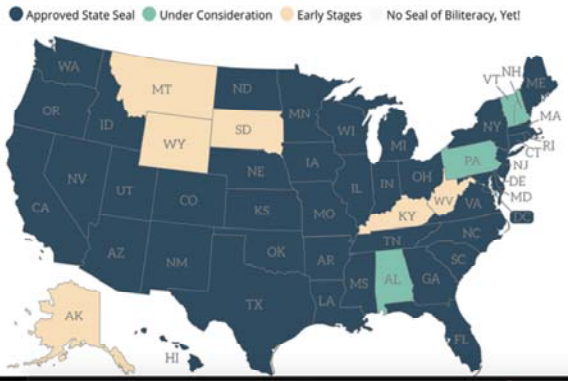 Approved State Seal Under Consideration Early Stages No Seal of Biliteracy, Yet!
WA
MT
ND
MN
VT
NH
ME
OR
ID
WY
SD
WI
MI
NY
MA
RI
CT
NV
UT
CO
NE
IA
IL
IN
OH
PA
NJ
DE
MD
DC
CA
KS
MO
KY
WV
VA
AZ
NM
OK
AR
TN
NC
SC
TX
LA
MS
AL
GA
FL
AK
HI